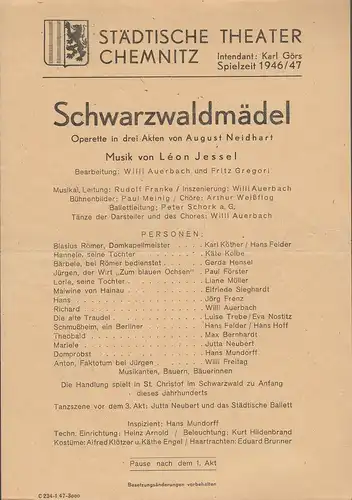 STÄDTISCHE THEATER
CHEMNITZ
Intendant: Karl Görs
Spielzeit 1946/47
Schwarzwaldmädel
Operette in drei Akten von August Neidhart
Musik von Léon Jessel
Bearbeitung: Willi Auerbach und Fritz Gregori
Musikal. Leitung: Rudolf Franke / Inszenierung: Willi Auerbach
Bühnenbilder: Paul Meinig / Chöre: Arthur Weißflog
Ballettleitung: Peter Schork a. G.
Tänze der Darsteller und des Chores: Willi Auerbach
PERSONEN:
Blasius Römer, Domkapellmeister . . . . Karl Köther / Hans Felder
Hannele, seine Tochter . . . . Käte Kolbe
Bärbele, bei Römer bedienstet . . . . Gerda Hensel
Jürgen, der Wirt "Zum blauen Ochsen" . . Paul Förster
Lorle, seine Tochter . . . . Liane Müller
Malwine von Hainau . . . . Elfriede Sieghardt
Hans . . . . Jörg Frenz
Richard . . . . Willi Auerbach
Die alte Traudel . . . . Luise Trebe / Eva Nostitz
Schmußheim, ein Berliner . . . . Hans Felder / Hans Hoff
Theobald . . . . Max Bernhardt
Mariele . . . . Jutta Neubert
Domprobst . . . . Hans Mundorff
Anton, Faktotum bei Jürgen . . . . Willi Freitag
Musikanten, Bauern, Bäuerinnen
Die Handlung spielt in St. Christof im Schwarzwald zu Anfang
dieses Jahrhunderts
Tanzszene vor dem 3. Akt: Jutta Neubert und das Städtische Ballett
Inspizient: Hans Mundorff
Techn. Einrichtung: Heinz Arnold / Beleuchtung: Kurt Hildenbrand
Kostüme: Alfred Klötzer u. Käthe Engel / Haartrachten: Eduard Brunner
Pause nach dem 1. Akt
C 234-1 47-3000
Besetzungsänderungen vorbehalten